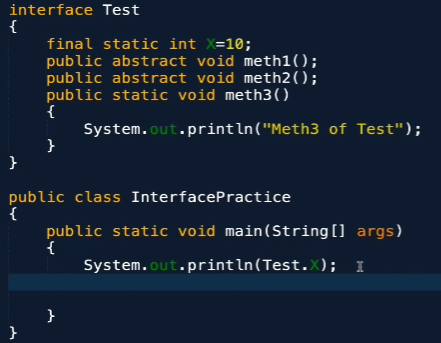 interface Test
{
    final static int X=10;
    public abstract void meth1();
    public abstract void meth2();
    public static void meth3()
    {
        System.out.println("Meth3 of Test");
    }
}

public class InterfacePractice
{
    public static void main(String[] args)
    {
        System.out.println(Test.X);

    }
}